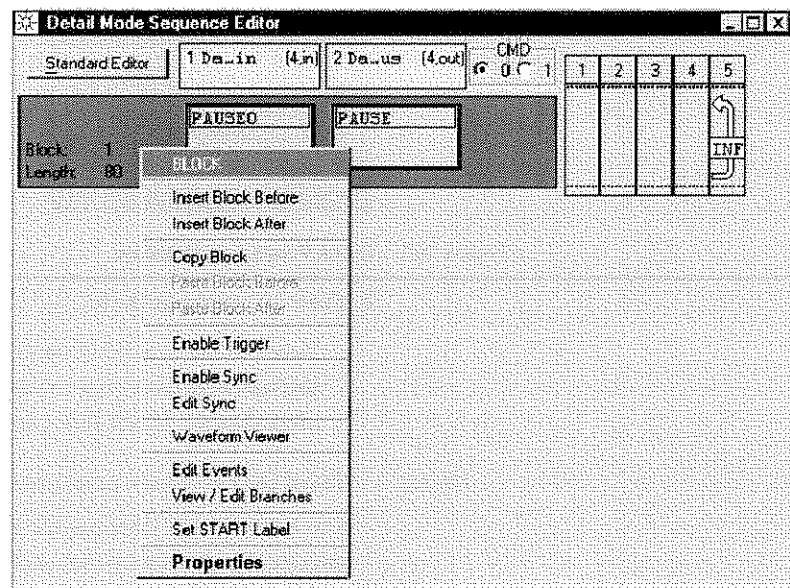 Detail Mode Sequence Editor
Standard Editor
1 Da…in (4,in)
2 Da…us (4,out)
CMD
0 1
1 2 3 4 5
PAUSE0
PAUSE
INF
Block: 1
Length: 80
BLOCK
Insert Block Before
Insert Block After
Copy Block
Paste Block Before
Paste Block After
Enable Trigger
Enable Sync
Edit Sync
Waveform Viewer
Edit Events
View / Edit Branches
Set START Label
Properties